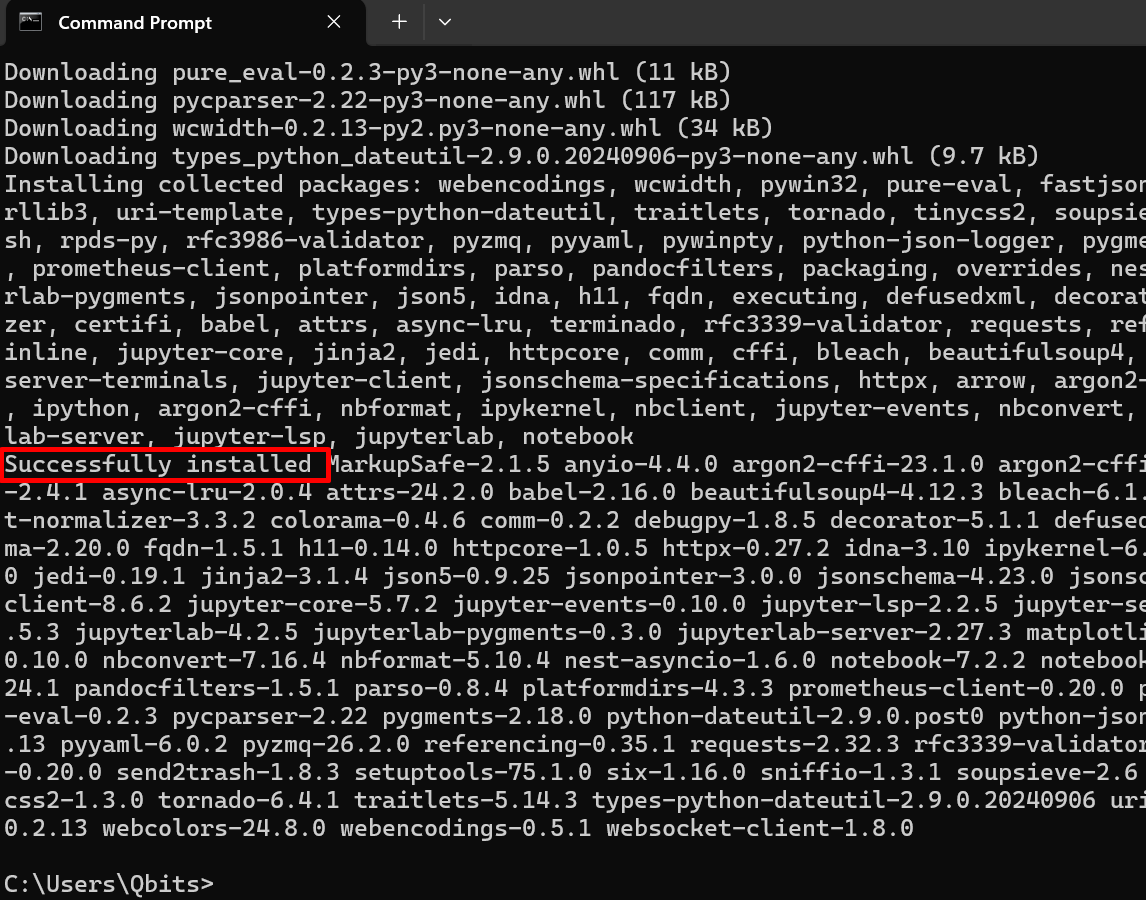 Command Prompt
Downloading pure_eval-0.2.3-py3-none-any.whl (11 kB)
Downloading pycparser-2.22-py3-none-any.whl (117 kB)
Downloading wcwidth-0.2.13-py2.py3-none-any.whl (34 kB)
Downloading types_python_dateutil-2.9.0.20240906-py3-none-any.whl (9.7 kB)
Installing collected packages: webencodings, wcwidth, pywin32, pure-eval, fastjson
rllib3, uri-template, types-python-dateutil, traitlets, tornado, tinycss2, soupsie
sh, rpds-py, rfc3986-validator, pyzmq, pyyaml, pywinpty, python-json-logger, pygme
, prometheus-client, platformdirs, parso, pandocfilters, packaging, overrides, nes
rlab-pygments, jsonpointer, json5, idna, h11, fqdn, executing, defusedxml, decorat
zer, certifi, babel, attrs, async-lru, terminado, rfc3339-validator, requests, ref
inline, jupyter-core, jinja2, jedi, httpcore, comm, cffi, bleach, beautifulsoup4,
server-terminals, jupyter-client, jsonschema-specifications, httpx, arrow, argon2-
, ipython, argon2-cffi, nbformat, ipykernel, nbclient, jupyter-events, nbconvert,
lab-server, jupyter-lsp, jupyterlab, notebook
Successfully installed MarkupSafe-2.1.5 anyio-4.4.0 argon2-cffi-23.1.0 argon2-cffi
-2.4.1 async-lru-2.0.4 attrs-24.2.0 babel-2.16.0 beautifulsoup4-4.12.3 bleach-6.1
t-normalizer-3.3.2 colorama-0.4.6 comm-0.2.2 debugpy-1.8.5 decorator-5.1.1 defused
ma-2.20.0 fqdn-1.5.1 h11-0.14.0 httpcore-1.0.5 httpx-0.27.2 idna-3.10 ipykernel-6.
0 jedi-0.19.1 jinja2-3.1.4 json5-0.9.25 jsonpointer-3.0.0 jsonschema-4.23.0 jsonsc
client-8.6.2 jupyter-core-5.7.2 jupyter-events-0.10.0 jupyter-lsp-2.2.5 jupyter-se
.5.3 jupyterlab-4.2.5 jupyterlab-pygments-0.3.0 jupyterlab-server-2.27.3 matplotli
0.10.0 nbconvert-7.16.4 nbformat-5.10.4 nest-asyncio-1.6.0 notebook-7.2.2 notebook
24.1 pandocfilters-1.5.1 parso-0.8.4 platformdirs-4.3.3 prometheus-client-0.20.0 p
-eval-0.2.3 pycparser-2.22 pygments-2.18.0 python-dateutil-2.9.0.post0 python-json
.13 pyyaml-6.0.2 pyzmq-26.2.0 referencing-0.35.1 requests-2.32.3 rfc3339-validator
-0.20.0 send2trash-1.8.3 setuptools-75.1.0 six-1.16.0 sniffio-1.3.1 soupsieve-2.6
css2-1.3.0 tornado-6.4.1 traitlets-5.14.3 types-python-dateutil-2.9.0.20240906 uri
0.2.13 webcolors-24.8.0 webencodings-0.5.1 websocket-client-1.8.0
C:\Users\Qbits>